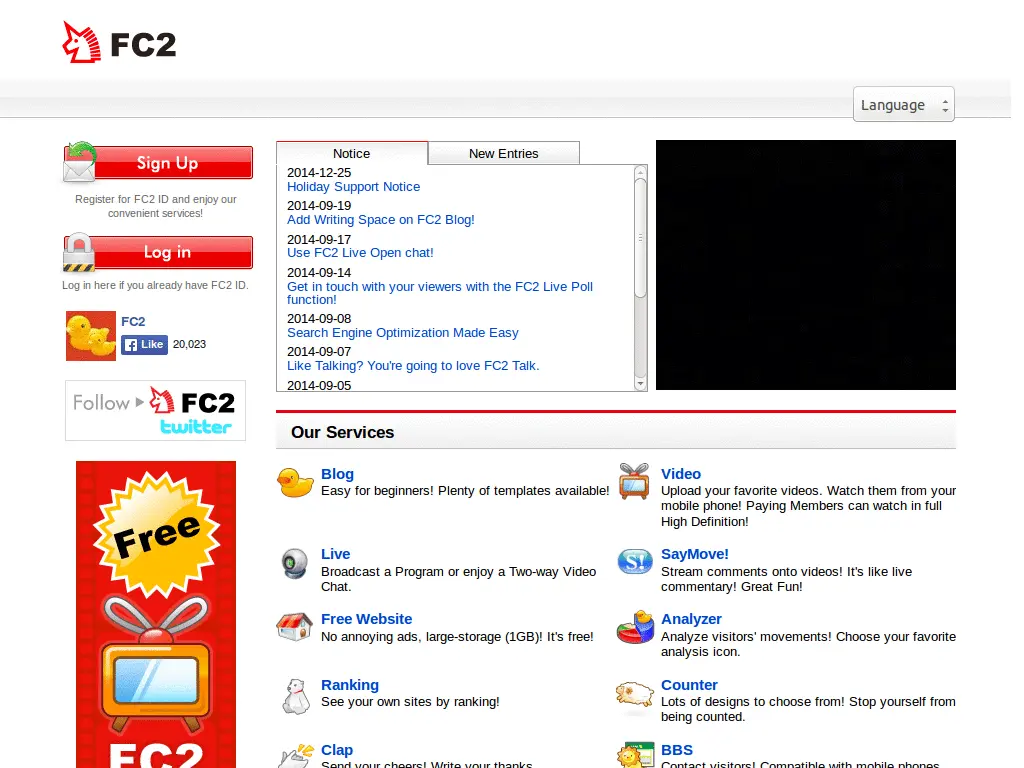 FC2
Language
Sign Up
Register for FC2 ID and enjoy our
convenient services!
Log in
Log in here if you already have FC2 ID.
FC2
Like 20,023
Follow FC2
twitter
Free
FC2
Notice New Entries
2014-12-25
Holiday Support Notice
2014-09-19
Add Writing Space on FC2 Blog!
2014-09-17
Use FC2 Live Open chat!
2014-09-14
Get in touch with your viewers with the FC2 Live Poll
function!
2014-09-08
Search Engine Optimization Made Easy
2014-09-07
Like Talking? You're going to love FC2 Talk.
2014-09-05
Our Services
Blog
Easy for beginners! Plenty of templates available!
Video
Upload your favorite videos. Watch them from your
mobile phone! Paying Members can watch in full
High Definition!
Live
Broadcast a Program or enjoy a Two-way Video
Chat.
S!
SayMove!
Stream comments onto videos! It's like live
commentary! Great Fun!
Free Website
No annoying ads, large-storage (1GB)! It's free!
Analyzer
Analyze visitors' movements! Choose your favorite
analysis icon.
Ranking
See your own sites by ranking!
Counter
Lots of designs to choose from! Stop yourself from
being counted.
Clap
Send your cheers! Write your thanks
BBS
Contact visitors! Compatible with mobile phones